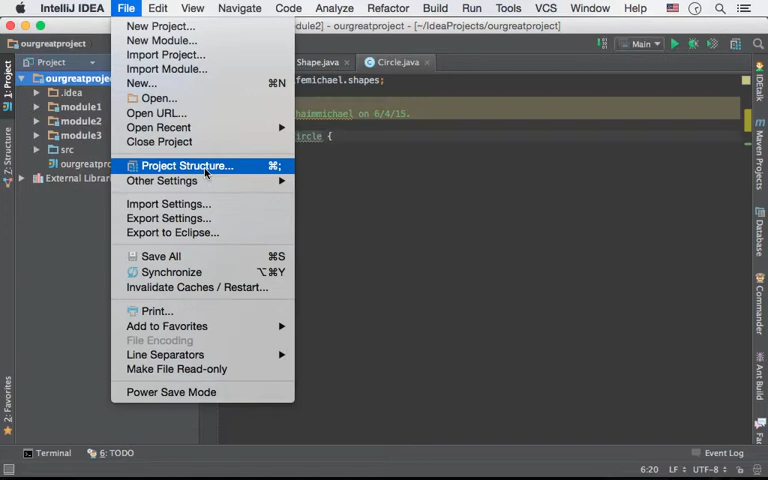 IntelliJ IDEA File Edit View Navigate Code Analyze Refactor Build Run Tools VCS Window Help
module2] - ourgreatproject - [~/IdeaProjects/ourgreatproject]
ourgreatproject
Main
Project
Shape.java
Circle.java
1: Project
Z: Structure
2: Favorites
ourgreatproje
.idea
module1
module2
module3
src
ourgreatpro
External Librar
New Project...
New Module...
Import Project...
Import Module...
New... ⌘N
Open...
Open URL...
Open Recent
Close Project
Project Structure... ⌘;
Other Settings
Import Settings...
Export Settings...
Export to Eclipse...
Save All ⌘S
Synchronize ⌥⌘Y
Invalidate Caches / Restart...
Print...
Add to Favorites
File Encoding
Line Separators
Make File Read-only
Power Save Mode
femichael.shapes;
haimmichael on 6/4/15.
ircle {
IDEtalk
Maven Projects
Database
Commander
Ant Build
Fa
Terminal
6: TODO
Event Log
6:20 LF UTF-8